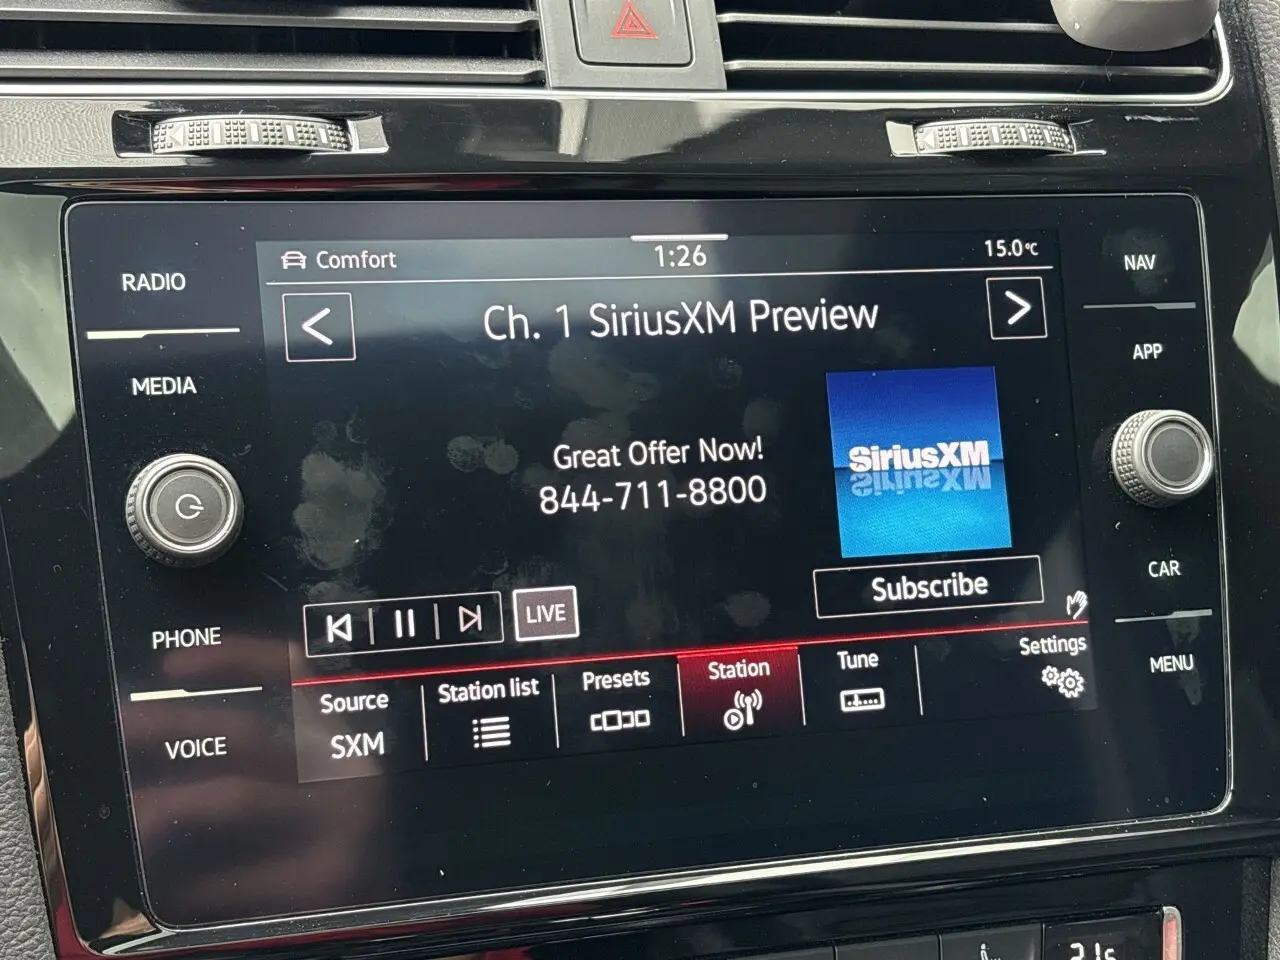 Comfort 1:26 15.0°C
RADIO
MEDIA
PHONE
VOICE
NAV
APP
CAR
MENU
< Ch. 1 SiriusXM Preview >
Great Offer Now!
844-711-8800
SiriusXM
Subscribe
LIVE
Source
SXM
Station list
Presets
Station
Tune
Settings